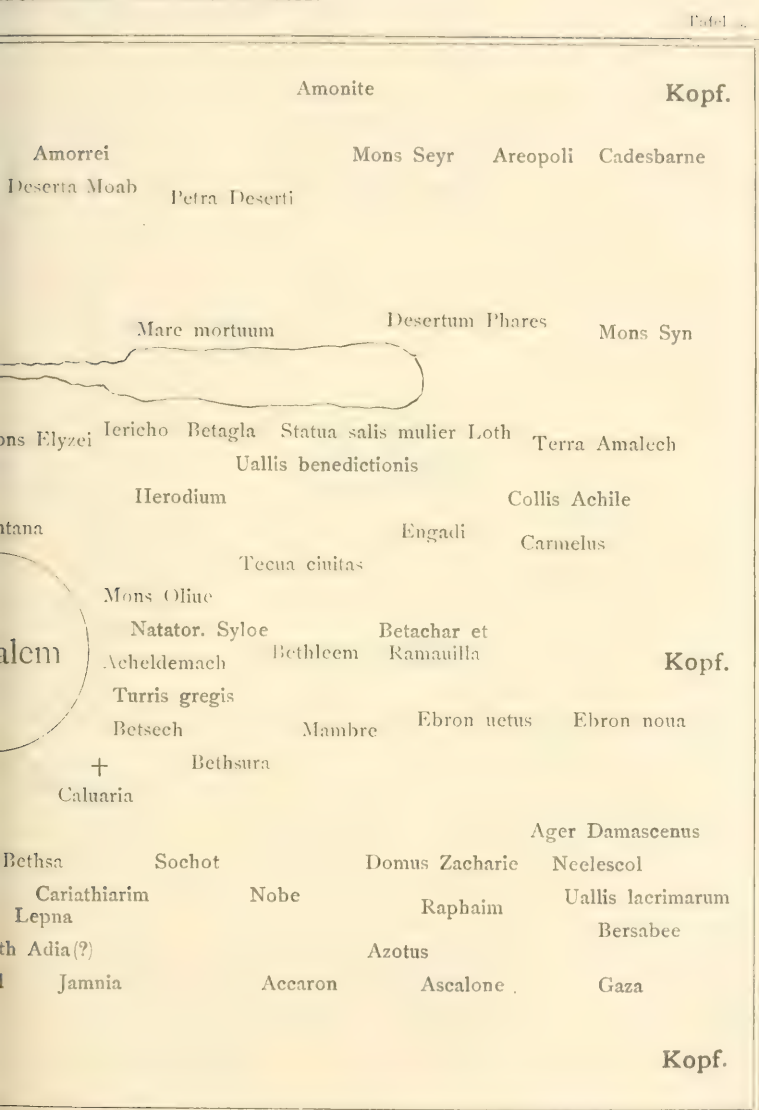 Amonite Kopf.
Amorrei Mons Seyr Areopoli Cadesbarne
Deserta Moab Petra Deserti
Mare mortuum Desertum Phares Mons Syn
Elyzei Iericho Betagla Statua salis mulier Loth Terra Amalech
Uallis benedictionis
Herodium Collis Achile
ntana Engadi Carmelus
Tecua ciuitas
Mons Oliue
Natator. Syloe Betachar et
alem Acheldemach Bethleem Ramauilla Kopf.
Turris gregis
Betsech Mambre Ebron uetus Ebron noua
+ Bethsura
Caluaria
Ager Damascenus
Bethsa Sochot Domus Zacharie Neelescol
Cariathiarim Nobe Raphaim Uallis lacrimarum
Lepna
Bersabee
th Adia(?) Azotus
Jamnia Accaron Ascalone . Gaza
Kopf.